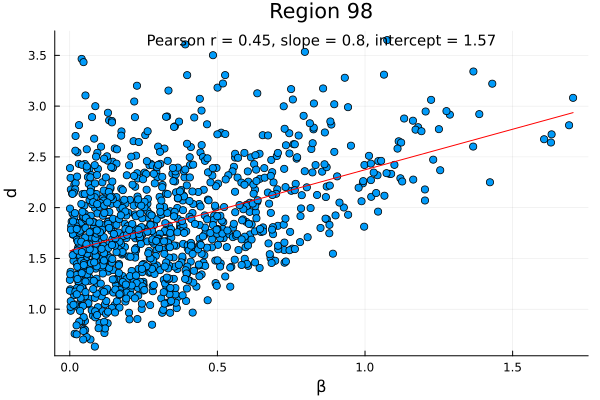 Region 98
Pearson r = 0.45, slope = 0.8, intercept = 1.57
3.5
3.0
2.5
2.0
1.5
1.0
d
0.0 0.5 1.0 1.5
β